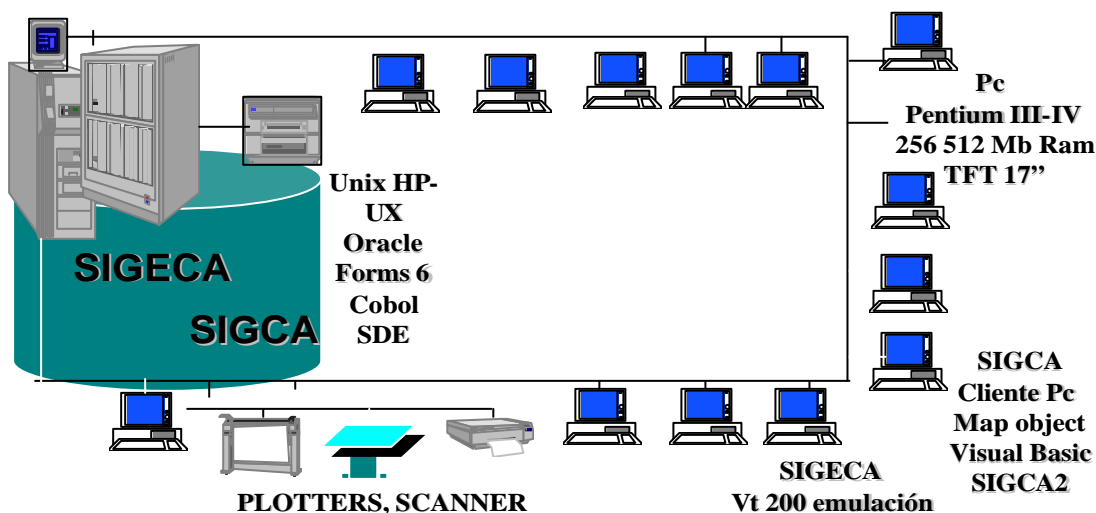 Pc
Pentium III-IV
256 512 Mb Ram
TFT 17’’
Unix HP-
UX
Oracle
Forms 6
Cobol
SDE
SIGECA
SIGCA
SIGCA
Cliente Pc
Map object
Visual Basic
SIGCA2
SIGECA
Vt 200 emulación
PLOTTERS, SCANNER